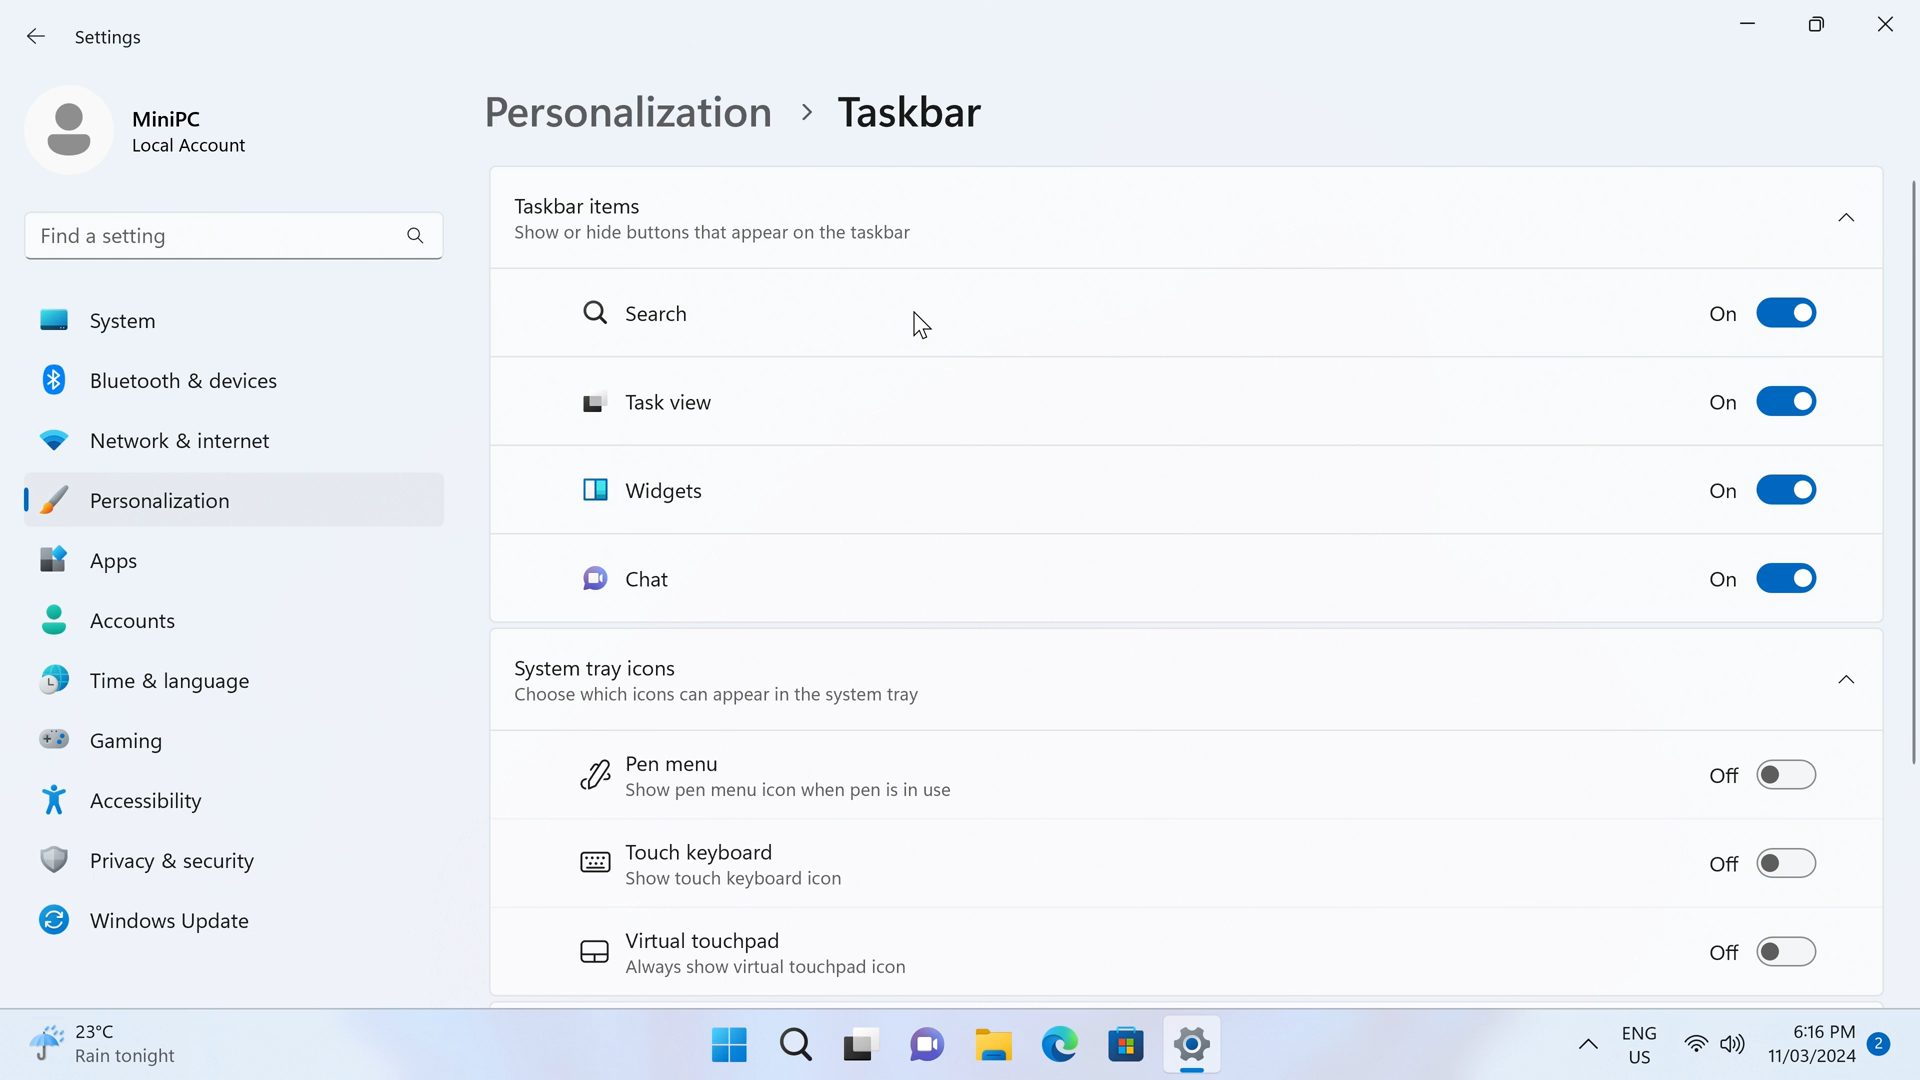 Settings
MiniPC
Local Account
Find a setting
System
Bluetooth & devices
Network & internet
Personalization
Apps
Accounts
Time & language
Gaming
Accessibility
Privacy & security
Windows Update
Personalization > Taskbar
Taskbar items
Show or hide buttons that appear on the taskbar
Search On
Task view On
Widgets On
Chat On
System tray icons
Choose which icons can appear in the system tray
Pen menu
Show pen menu icon when pen is in use
Off
Touch keyboard
Show touch keyboard icon
Off
Virtual touchpad
Always show virtual touchpad icon
Off
23°C
Rain tonight
ENG
US
6:16 PM
11/03/2024
2